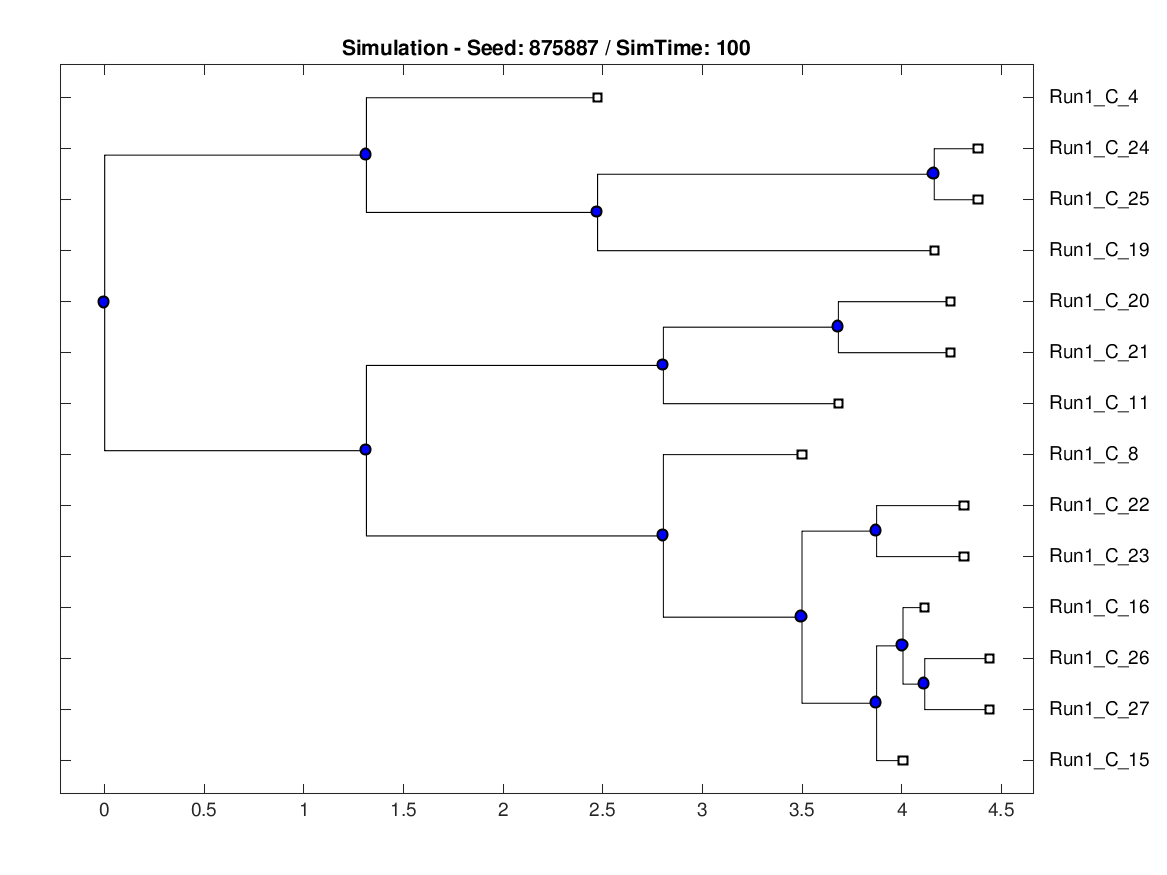 Simulation - Seed: 875887 / SimTime: 100
Run1_C_4
Run1_C_24
Run1_C_25
Run1_C_19
Run1_C_20
Run1_C_21
Run1_C_11
Run1_C_8
Run1_C_22
Run1_C_23
Run1_C_16
Run1_C_26
Run1_C_27
Run1_C_15
0 0.5 1 1.5 2 2.5 3 3.5 4 4.5